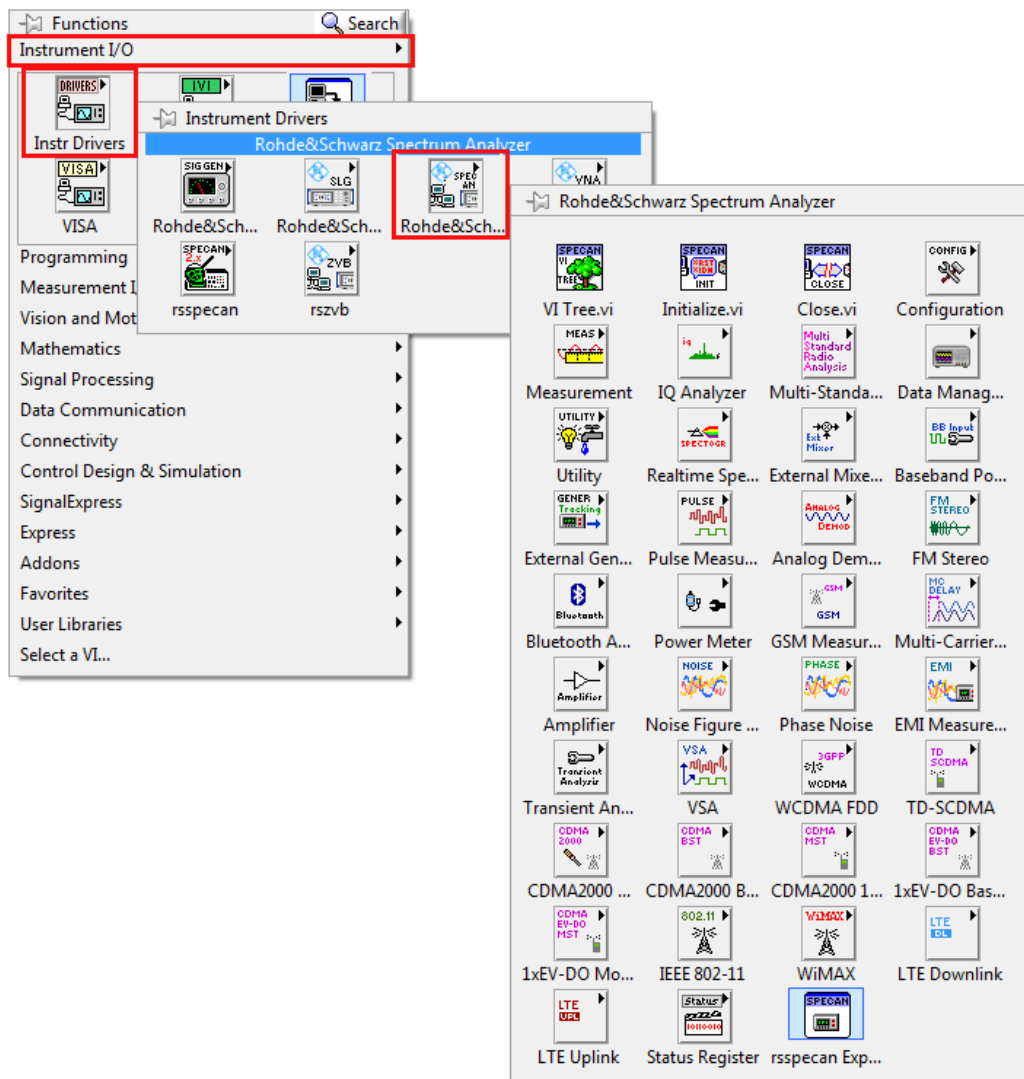 Functions
Search
Instrument I/O
DRIVERS
IVI
Instr Drivers
VISA
VISA
Programming
Measurement I
Vision and Mot
Mathematics
Signal Processing
Data Communication
Connectivity
Control Design & Simulation
SignalExpress
Express
Addons
Favorites
User Libraries
Select a VI...
Instrument Drivers
Rohde&Schwarz Spectrum Analyzer
SIG GEN
SLG
SPEC AN
VNA
Rohde&Sch...
Rohde&Sch...
Rohde&Sch...
SPECAN 2.x
ZVB
rsspecan
rszvb
Rohde&Schwarz Spectrum Analyzer
SPECAN VI TREE
SPECAN INIT
SPECAN CLOSE
CONFIG
VI Tree.vi
Initialize.vi
Close.vi
Configuration
MEAS
iq
Multi Standard Radio Analysis
Measurement
IQ Analyzer
Multi-Standa...
Data Manag...
UTILITY
SPECTOGR
Ext Mixer
BB Input
Utility
Realtime Spe...
External Mixe...
Baseband Po...
GENER Tracking
PULSE
ANALOG DEMOD
FM STEREO
External Gen...
Pulse Measu...
Analog Dem...
FM Stereo
Bluetooth
GSM GSM
MC DELAY
Bluetooth A...
Power Meter
GSM Measur...
Multi-Carrier...
Amplifier
NOISE
PHASE
EMI
Amplifier
Noise Figure ...
Phase Noise
EMI Measure...
Transient Analyzir
VSA
3GPP WCDMA
TD SCDMA
Transient An...
VSA
WCDMA FDD
TD-SCDMA
CDMA 2000
CDMA BST
CDMA MST
CDMA EV-DO BST
CDMA2000 ...
CDMA2000 B...
CDMA2000 1...
1xEV-DO Bas...
CDMA EV-DO MST
802.11
WiMAX
LTE DL
1xEV-DO Mo...
IEEE 802-11
WiMAX
LTE Downlink
LTE UPL
Status 1010010
SPECAN
LTE Uplink
Status Register
rsspecan Exp...